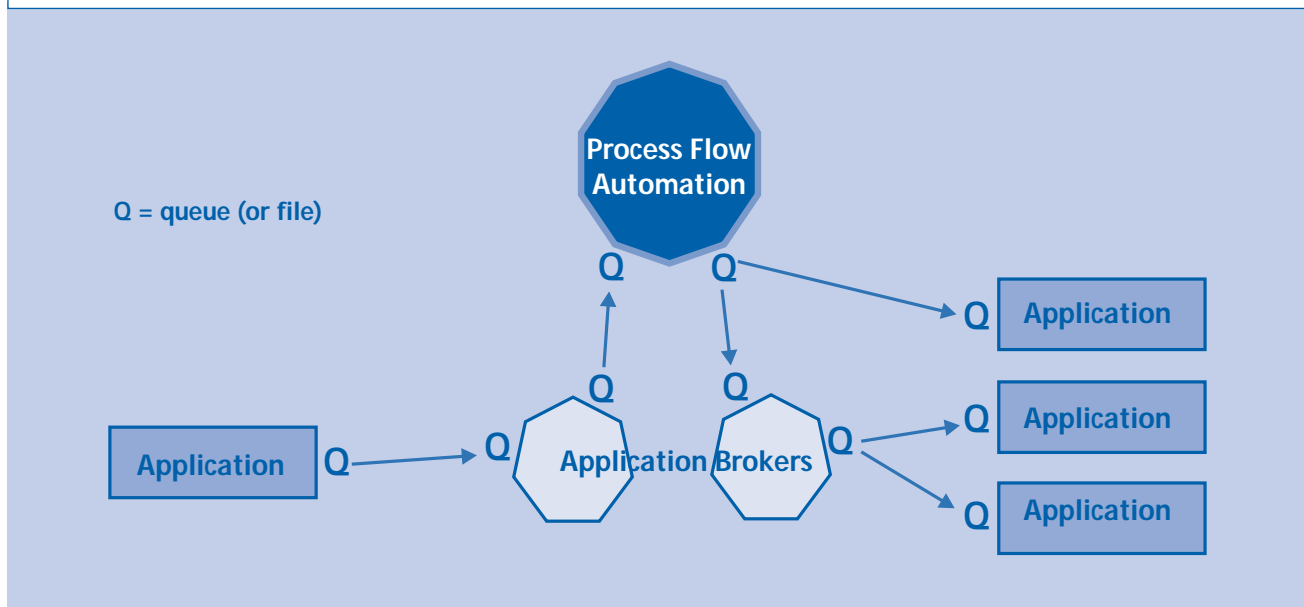 Process Flow
Automation
Q = queue (or file)
Q
Q
Q
Application
Q
Q
Q
Application
Q
Q
Application Brokers
Q
Q
Application
Q
Application